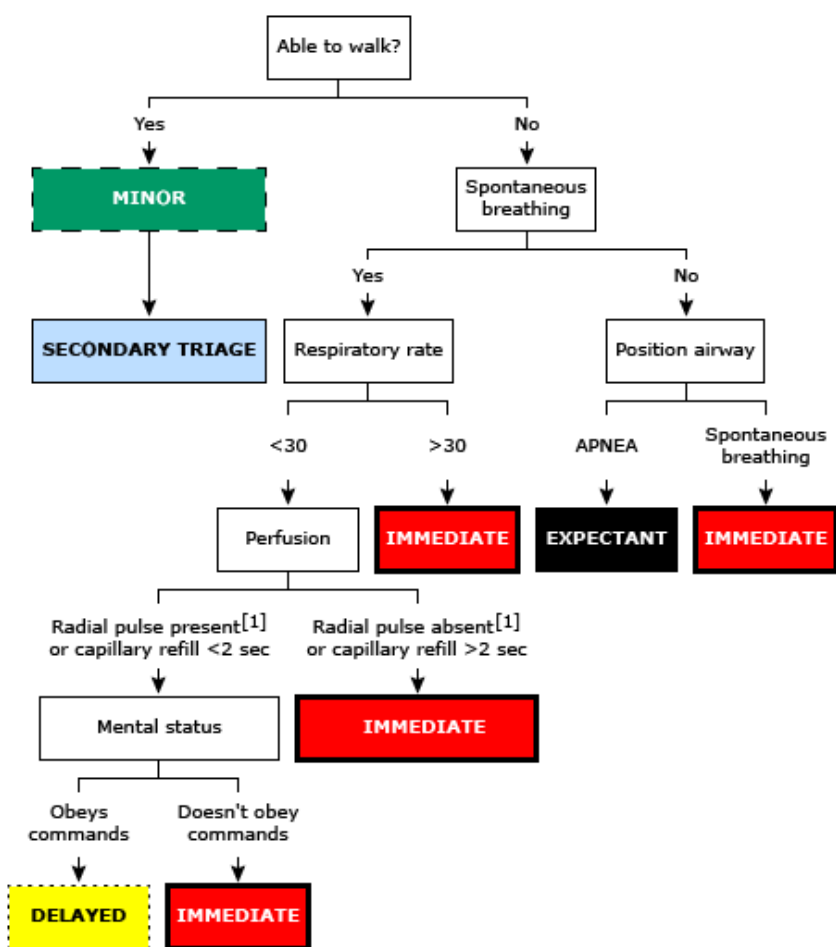 Able to walk?
Yes
No
MINOR
Spontaneous
breathing
Yes
No
SECONDARY TRIAGE
Respiratory rate
Position airway
<30
>30
APNEA
Spontaneous
breathing
Perfusion
IMMEDIATE
EXPECTANT
IMMEDIATE
Radial pulse present[1]
or capillary refill <2 sec
Radial pulse absent[1]
or capillary refill >2 sec
Mental status
IMMEDIATE
Obeys
commands
Doesn't obey
commands
DELAYED
IMMEDIATE